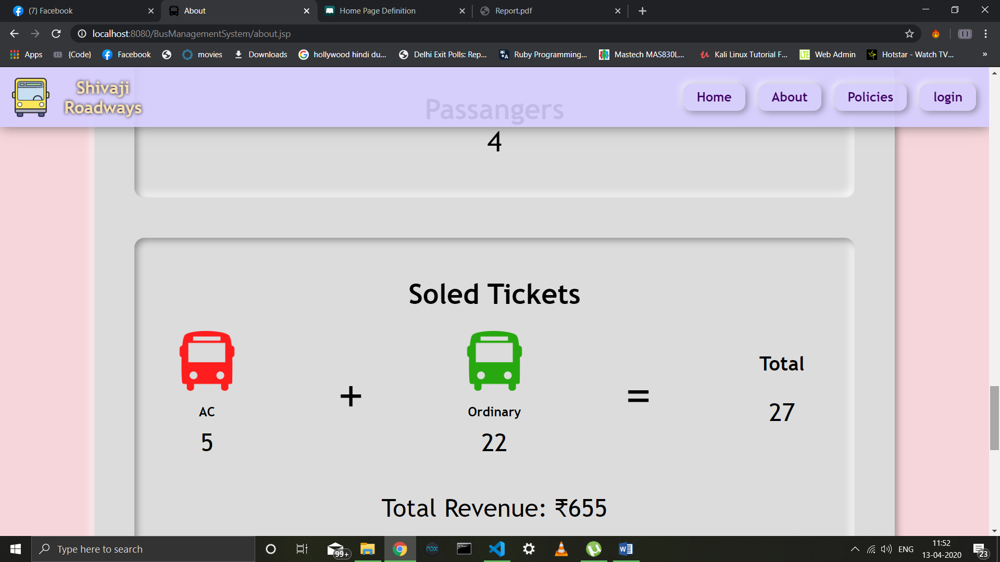 (7) Facebook
About
Home Page Definition
Report.pdf
localhost:8080/BusManagementSystem/about.jsp
Apps
{Code}
Facebook
movies
Downloads
hollywood hindi du...
Delhi Exit Polls: Rep...
Ruby Programming...
Mastech MAS830L...
Kali Linux Tutorial F...
LTE
Web Admin
Hotstar - Watch TV...
»
Shivaji
Roadways
Home
About
Policies
login
Passangers
4
Soled Tickets
AC
5
+
Ordinary
22
=
Total
27
Total Revenue: ₹655
Type here to search
99+
nox
ENG
11:52
13-04-2020
23